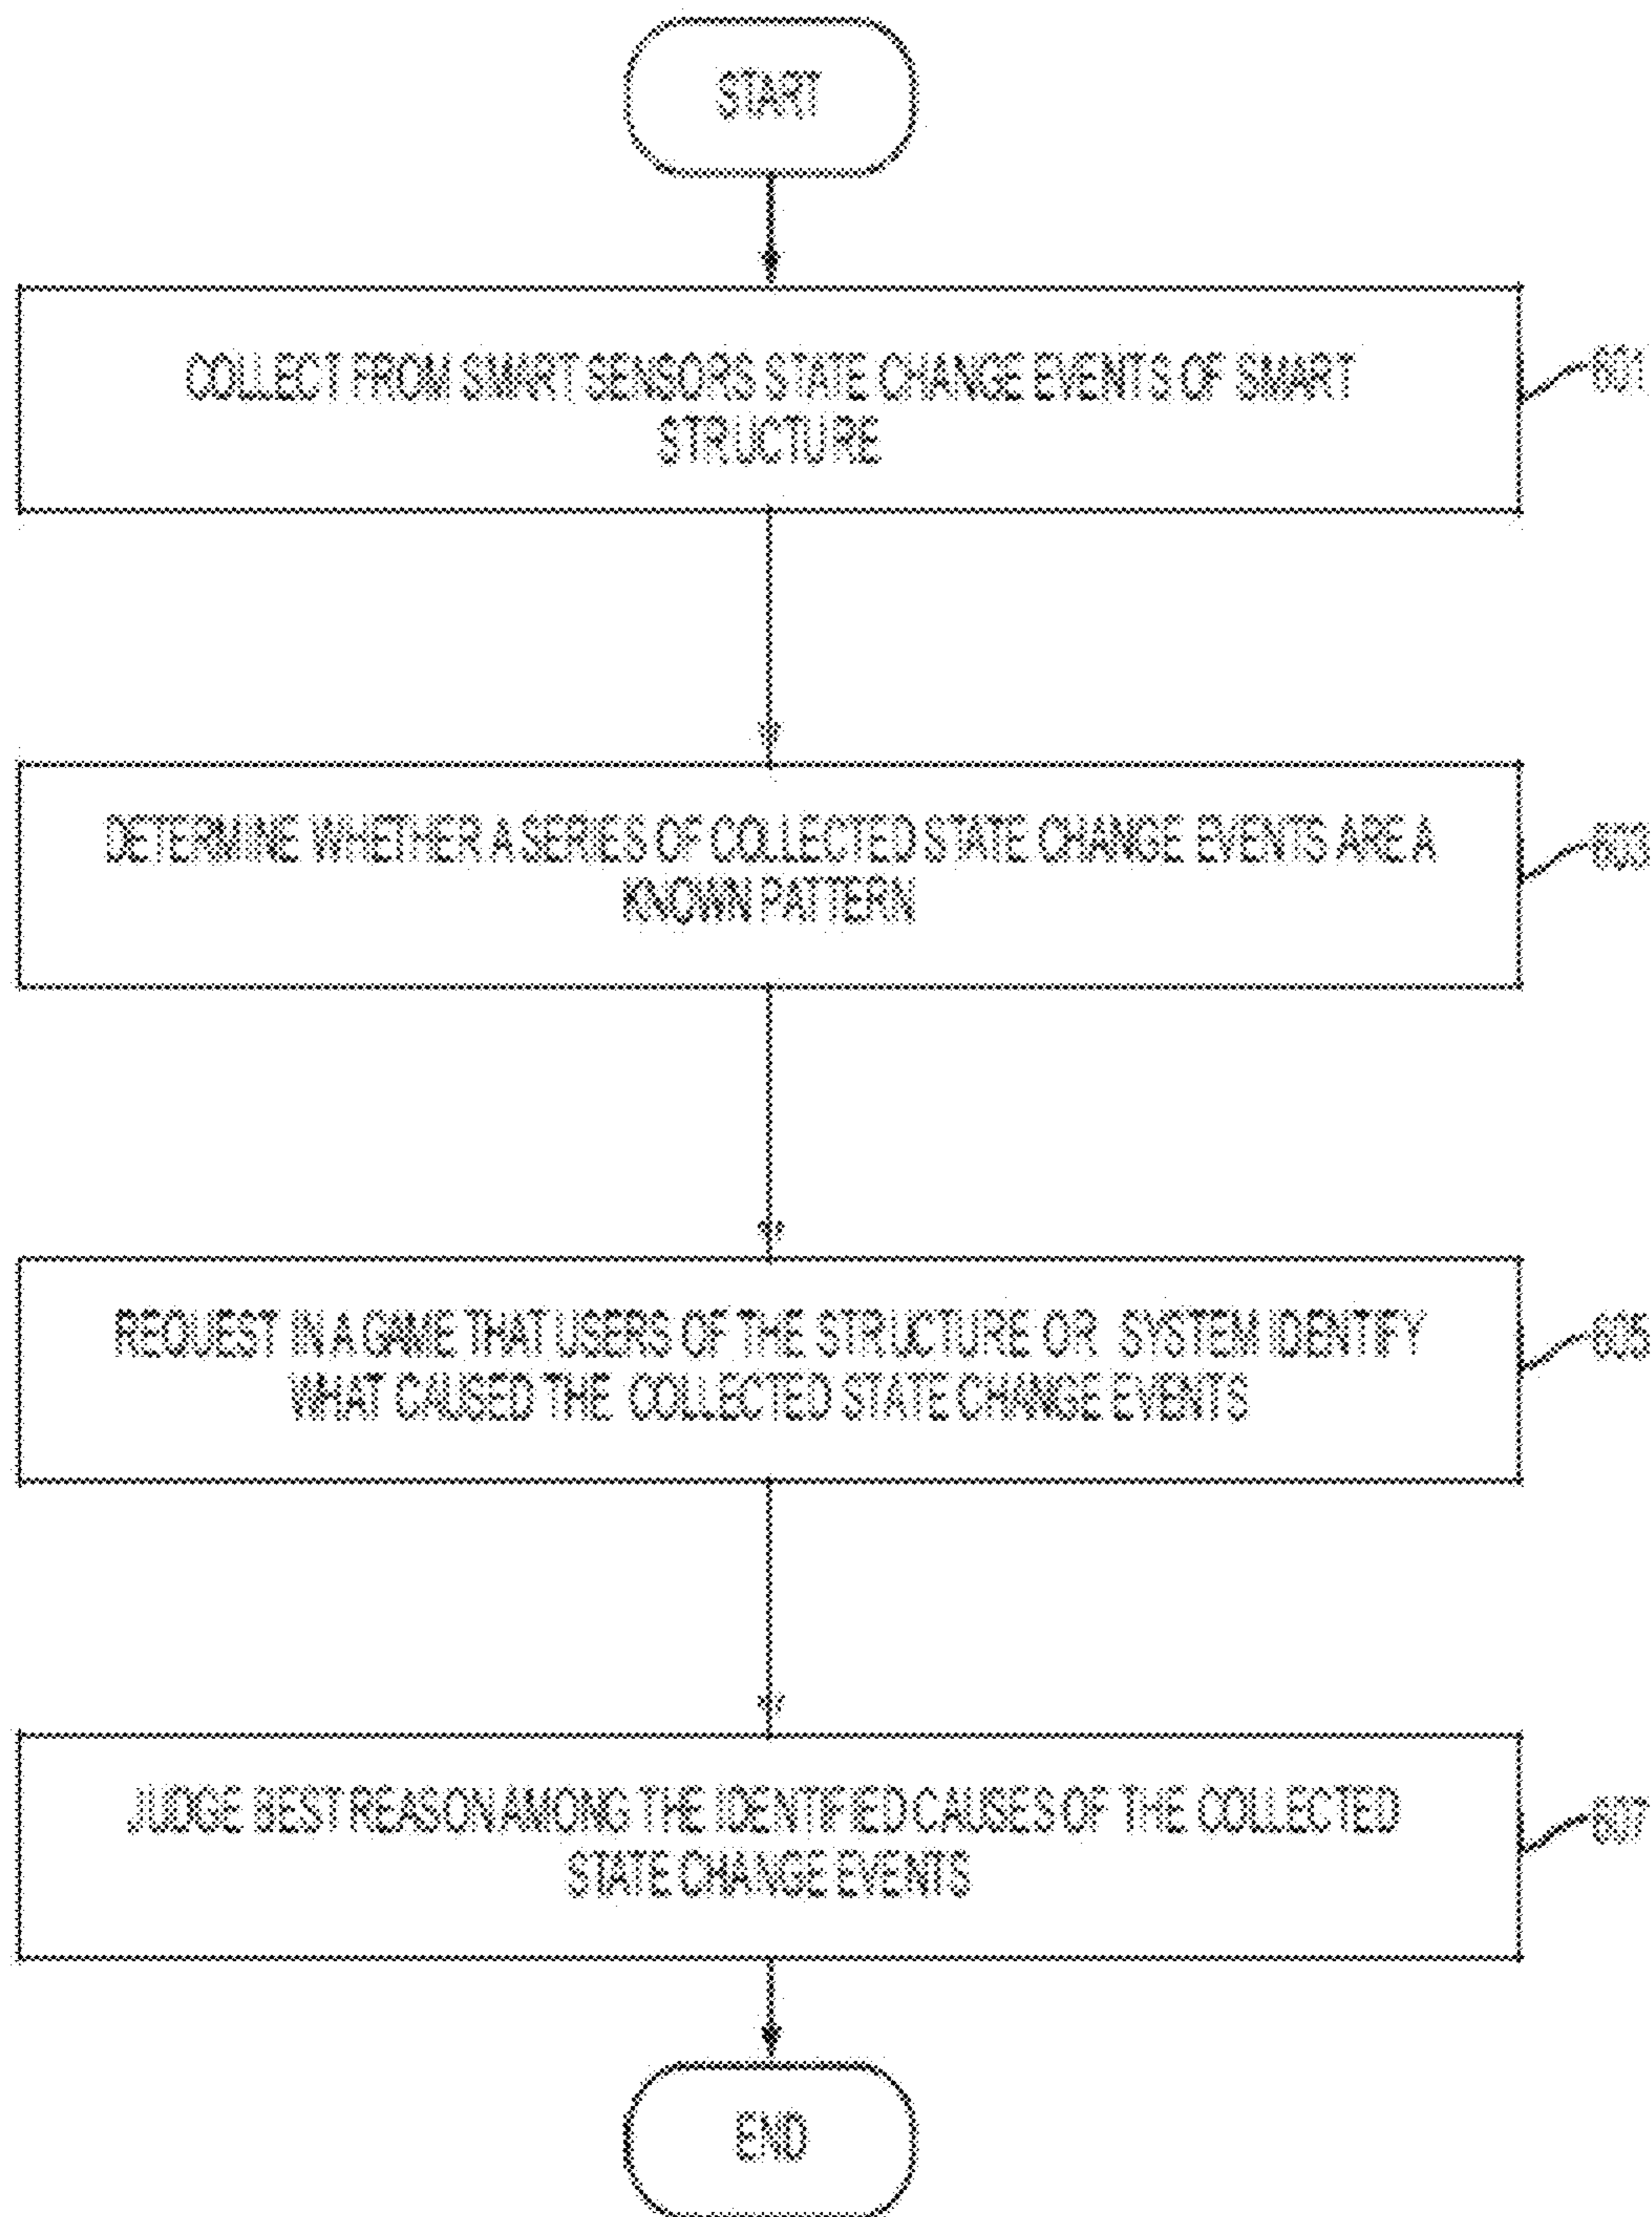 START
COLLECT FROM SMART SENSORS STATE CHANGE EVENTS OF SMART
STRUCTURE
601
DETERMINE WHETHER A SERIES OF COLLECTED STATE CHANGE EVENTS ARE A
KNOWN PATTERN
603
REQUEST IN A GAME THAT USERS OF THE STRUCTURE OR SYSTEM IDENTIFY
WHAT CAUSED THE COLLECTED STATE CHANGE EVENTS
605
JUDGE BEST REASON AMONG THE IDENTIFIED CAUSES OF THE COLLECTED
STATE CHANGE EVENTS
607
END